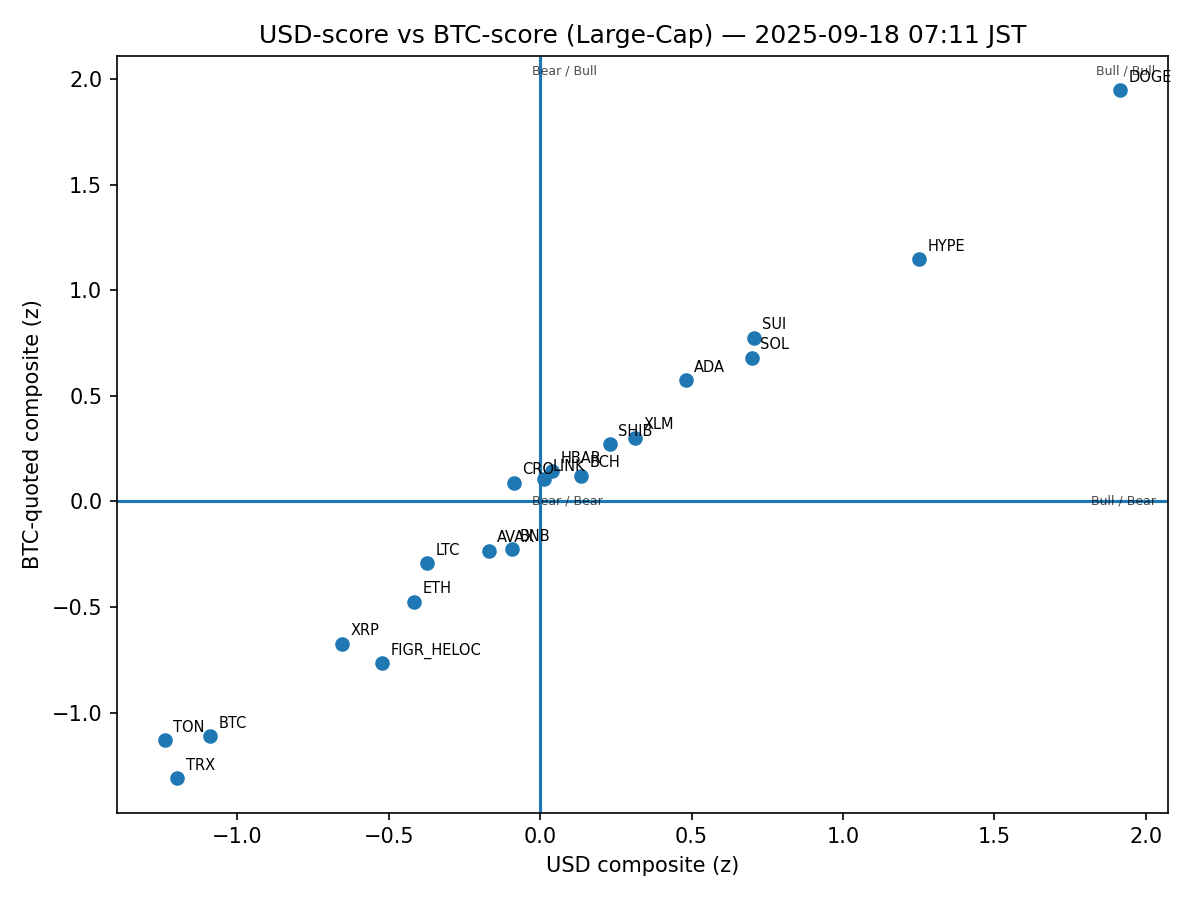 USD-score vs BTC-score (Large-Cap) — 2025-09-18 07:11 JST
Bear / Bull
Bull / Bull
DOGE
HYPE
SUI
SOL
ADA
XLM
SHIB
HBAR
BCH
LINK
CRO
Bear / Bear
Bull / Bear
AVAX
BNB
LTC
ETH
XRP
FIGR_HELOC
TON
BTC
TRX
2.0
1.5
1.0
0.5
0.0
−0.5
−1.0
BTC-quoted composite (z)
−1.0
−0.5
0.0
0.5
1.0
1.5
2.0
USD composite (z)